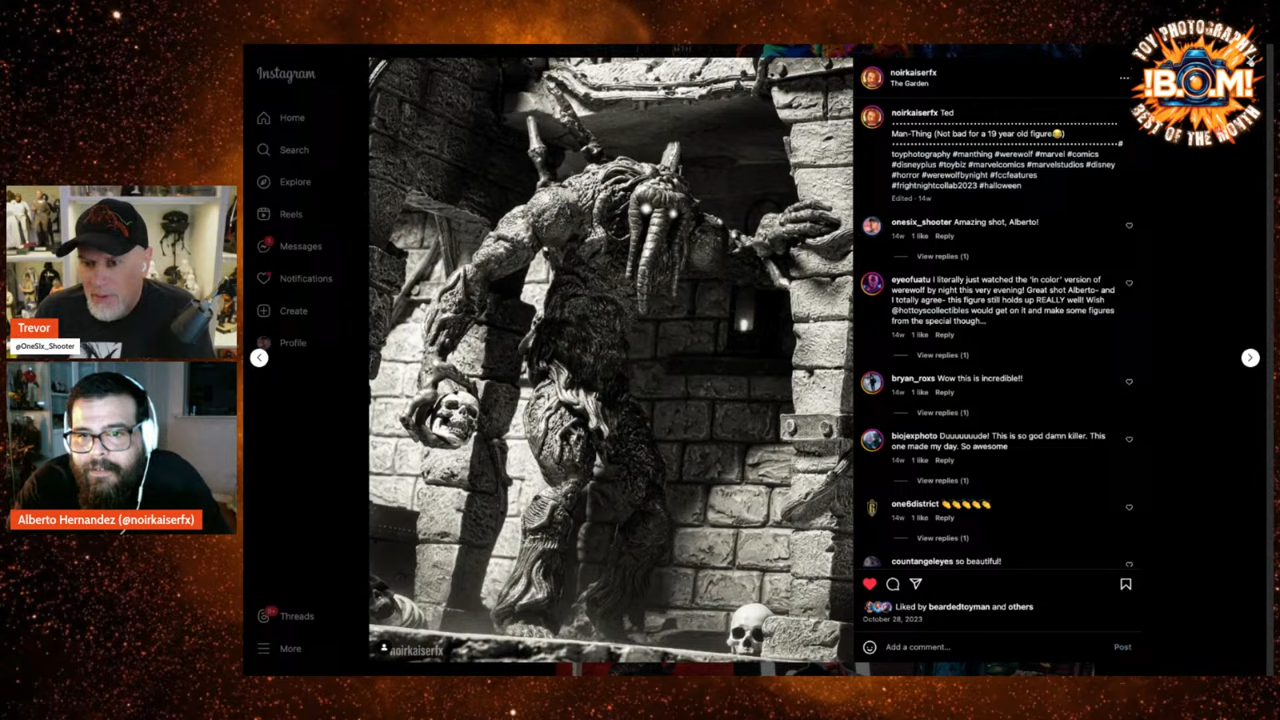 TOY PHOTOGRAPHY
!B.O.M!
BEST OF THE MONTH
Instagram
Home
Search
Explore
Reels
Messages
Notifications
Create
Profile
Threads
More
Trevor
@OneSix_Shooter
Alberto Hernandez (@noirkaiserfx)
noirkaiserfx
noirkaiserfx
The Garden
noirkaiserfx Ted
Man-Thing (Not bad for a 19 year old figure😅)
#
toyphotography #manthing #werewolf #marvel #comics
#disneyplus #toybiz #marvelcomics #marvelstudios #disney
#horror #werewolfbynight #fccfeatures
#frightnightcollab2023 #halloween
Edited · 14w
onesix_shooter Amazing shot, Alberto!
14w 1 like Reply
View replies (1)
eyeofuatu I literally just watched the 'in color' version of
werewolf by night this very evening! Great shot Alberto- and
I totally agree- this figure still holds up REALLY well! Wish
@hottoyscollectibles would get on it and make some figures
from the special though...
14w 1 like Reply
View replies (1)
bryan_roxs Wow this is incredible!!
14w 1 like Reply
View replies (1)
biojexphoto Duuuuuuude! This is so god damn killer. This
one made my day. So awesome
14w 1 like Reply
View replies (1)
one6district 👏👏👏👏👏
14w 1 like Reply
View replies (1)
countangeleyes so beautiful!
Liked by beardedtoyman and others
October 28, 2023
Add a comment...
Post